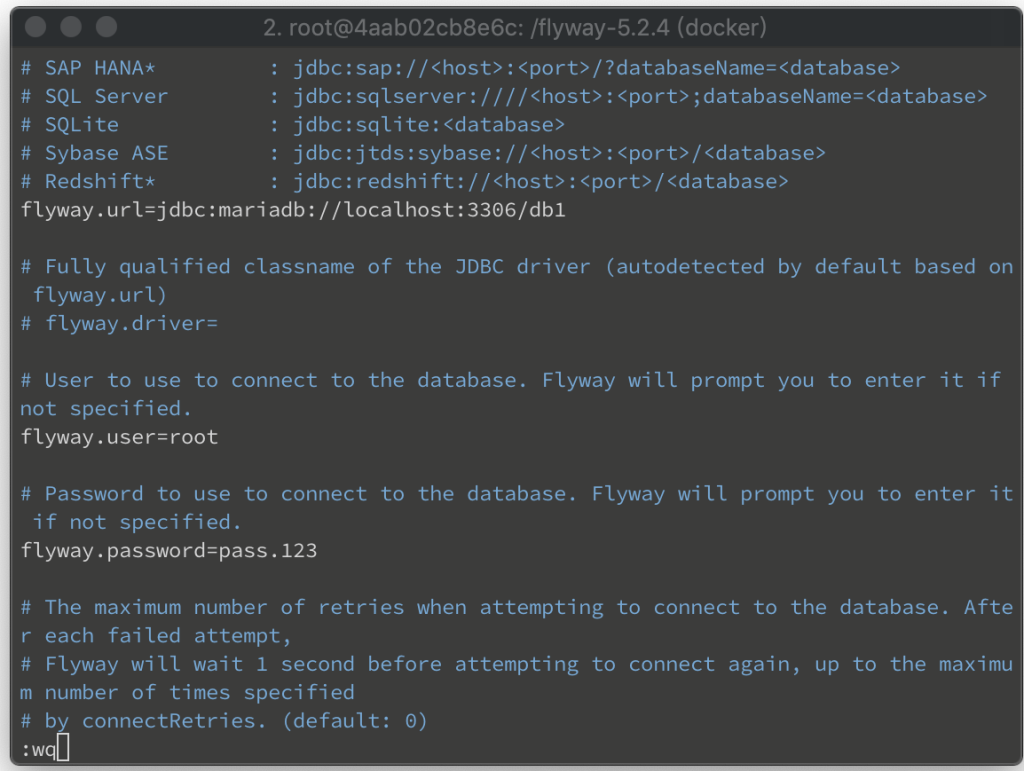 2. root@4aab02cb8e6c: /flyway-5.2.4 (docker)
# SAP HANA*         : jdbc:sap://<host>:<port>/?databaseName=<database>
# SQL Server        : jdbc:sqlserver:////<host>:<port>;databaseName=<database>
# SQLite            : jdbc:sqlite:<database>
# Sybase ASE        : jdbc:jtds:sybase://<host>:<port>/<database>
# Redshift*         : jdbc:redshift://<host>:<port>/<database>
flyway.url=jdbc:mariadb://localhost:3306/db1
# Fully qualified classname of the JDBC driver (autodetected by default based on
 flyway.url)
# flyway.driver=
# User to use to connect to the database. Flyway will prompt you to enter it if
not specified.
flyway.user=root
# Password to use to connect to the database. Flyway will prompt you to enter it
 if not specified.
flyway.password=pass.123
# The maximum number of retries when attempting to connect to the database. Afte
r each failed attempt,
# Flyway will wait 1 second before attempting to connect again, up to the maximu
m number of times specified
# by connectRetries. (default: 0)
:wq